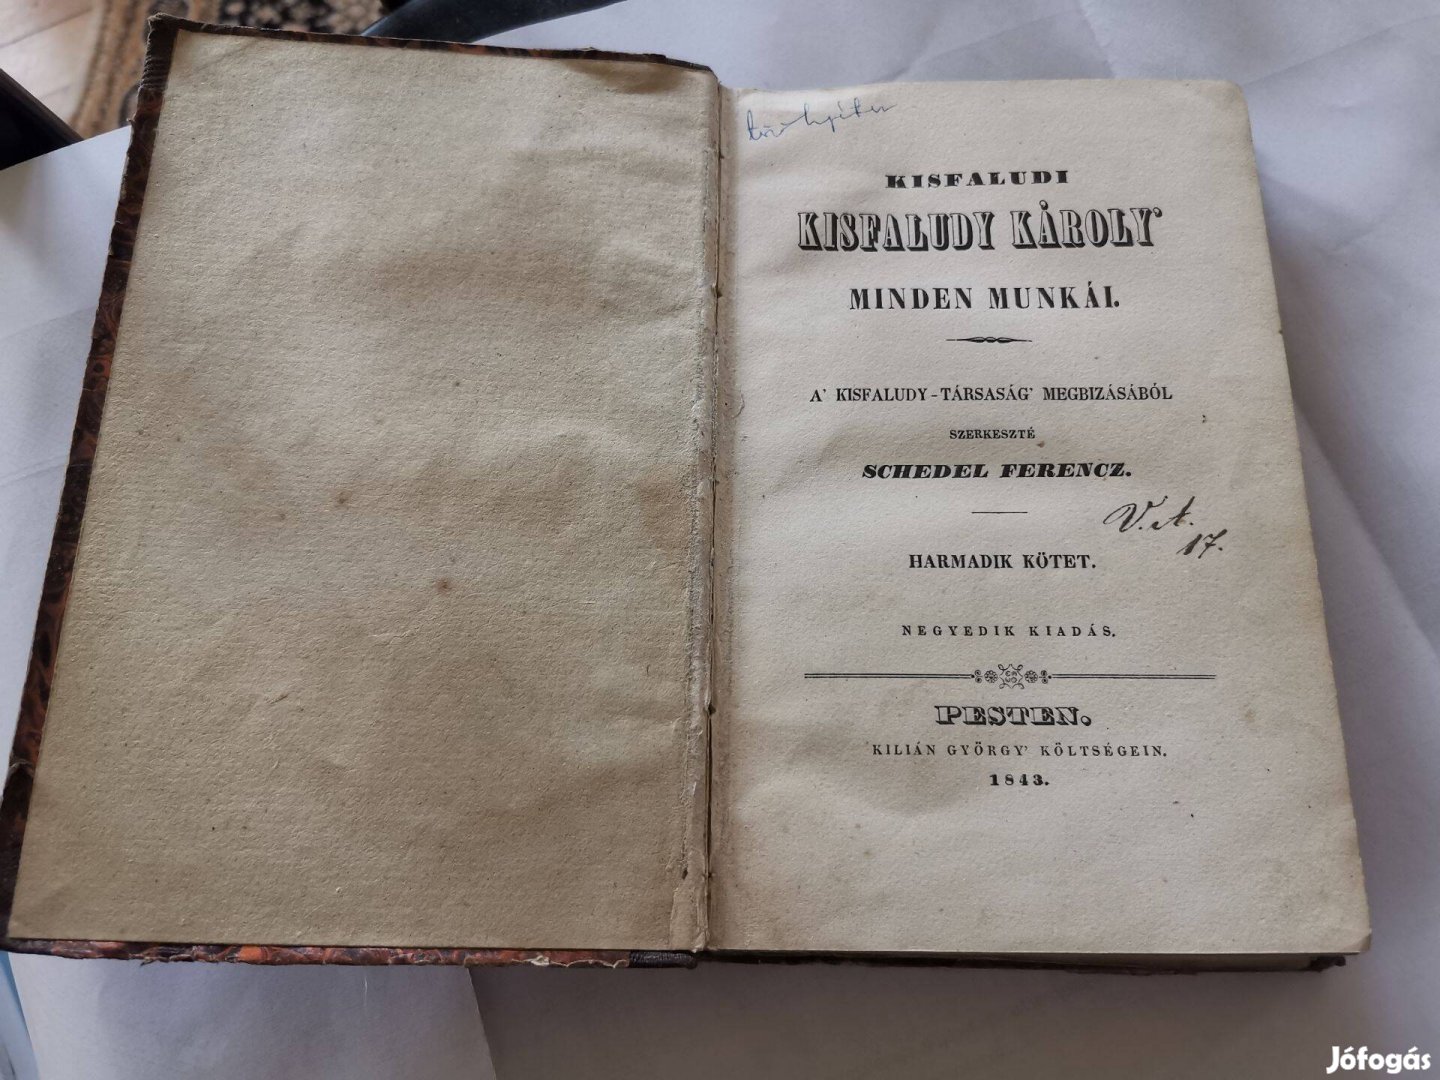 KISFALUDI
KISFALUDY KÁROLY'
MINDEN MUNKÁI.
A' KISFALUDY-TÁRSASÁG' MEGBIZÁSÁBÓL
SZERKESZTÉ
SCHEDEL FERENCZ.
V. A.
17.
HARMADIK KÖTET.
NEGYEDIK KIADÁS.
PESTEN.
KILIÁN GYÖRGY' KÖLTSÉGEIN.
1843.
Jófogás